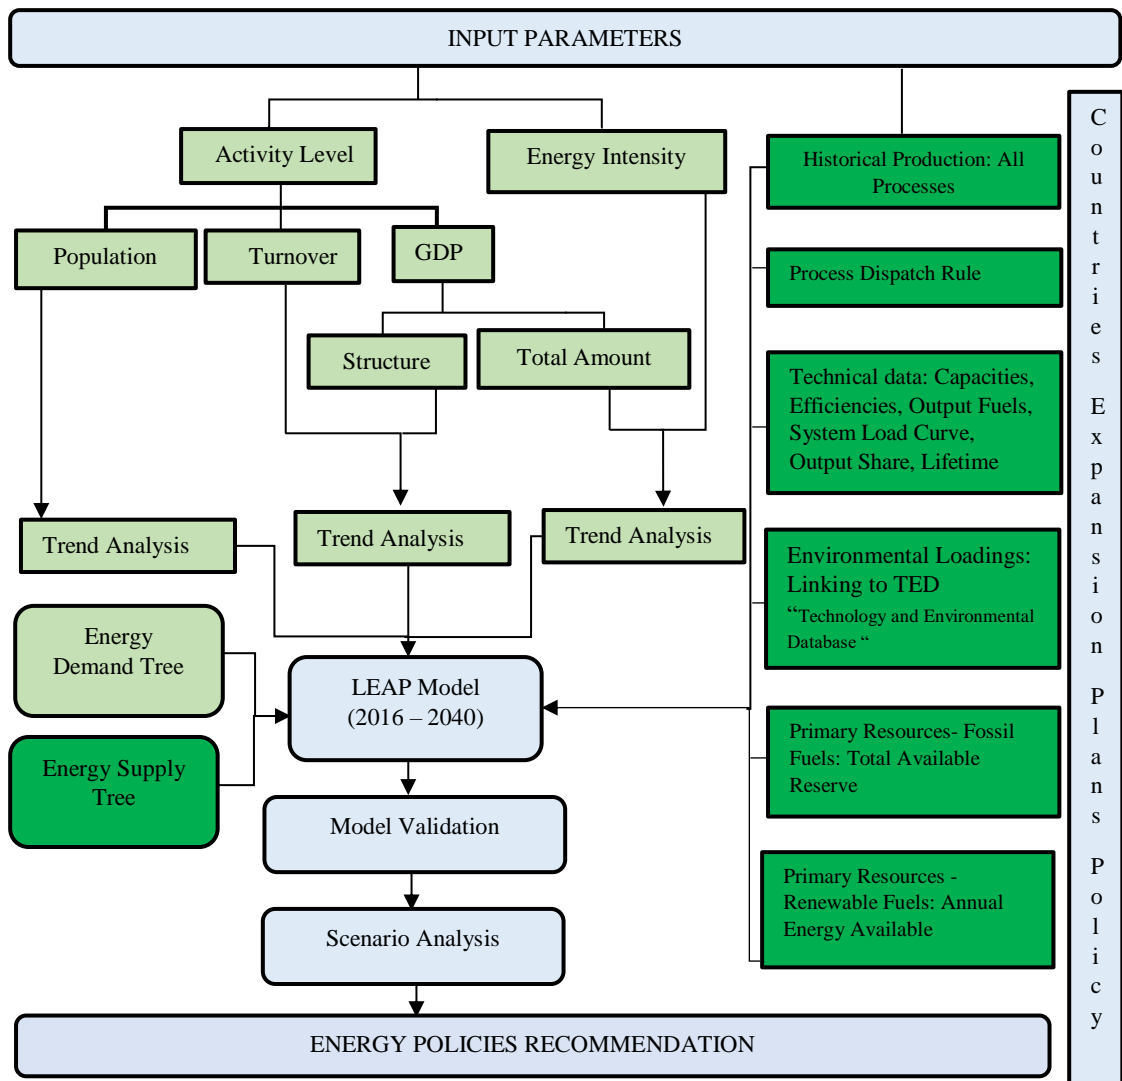 INPUT PARAMETERS
Activity Level
Energy Intensity
Population
Turnover
GDP
Structure
Total Amount
Trend Analysis
Trend Analysis
Trend Analysis
Energy
Demand Tree
Energy Supply
Tree
LEAP Model
(2016 – 2040)
Model Validation
Scenario Analysis
ENERGY POLICIES RECOMMENDATION
Historical Production: All
Processes
Process Dispatch Rule
Technical data: Capacities,
Efficiencies, Output Fuels,
System Load Curve,
Output Share, Lifetime
Environmental Loadings:
Linking to TED
“Technology and Environmental
Database “
Primary Resources- Fossil
Fuels: Total Available
Reserve
Primary Resources -
Renewable Fuels: Annual
Energy Available
Countries Expansion Plans Policy